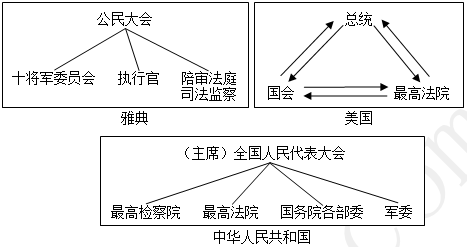 公民大会
十将军委员会 执行官 陪审法庭
司法监察
雅典
总统
国会 最高法院
美国
（主席）全国人民代表大会
最高检察院 最高法院 国务院各部委 军委
中华人民共和国